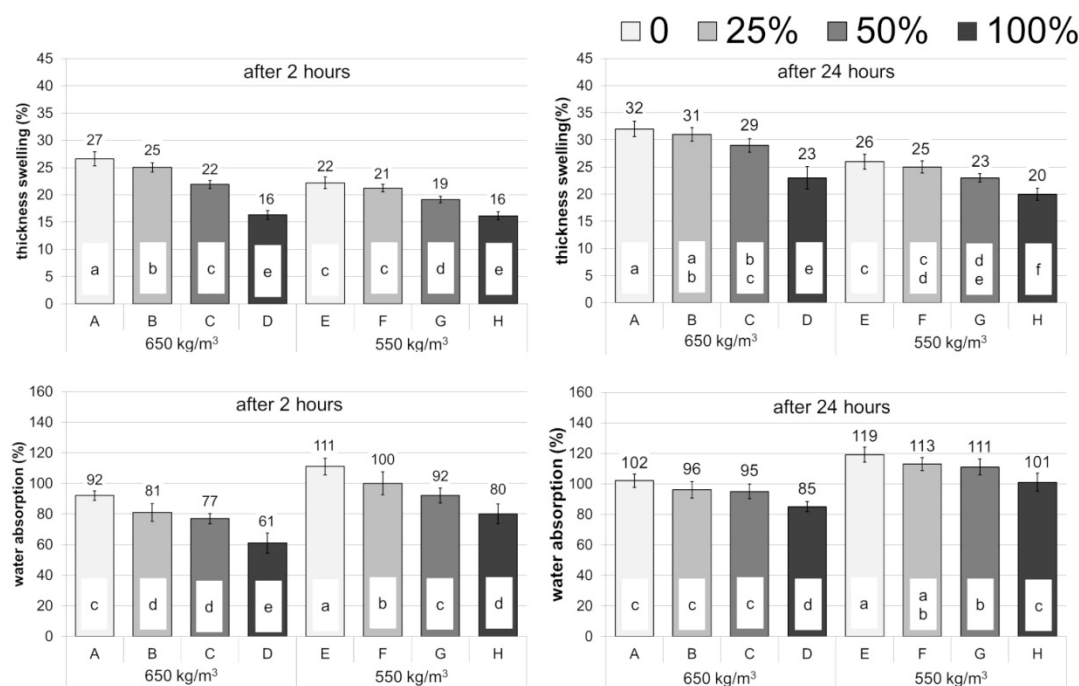 0 25% 50% 100%
after 2 hours
thickness swelling (%)
45
40
35
30
25
20
15
10
5
0
27 25 22 16 22 21 19 16
a b c e c c d e
A B C D E F G H
650 kg/m³ 550 kg/m³
after 24 hours
thickness swelling(%)
45
40
35
30
25
20
15
10
5
0
32 31 29 23 26 25 23 20
a a b b c e c c d d e f
A B C D E F G H
650 kg/m³ 550 kg/m³
after 2 hours
water absorption (%)
160
140
120
100
80
60
40
20
0
92 81 77 61 111 100 92 80
c d d e a b c d
A B C D E F G H
650 kg/m³ 550 kg/m³
after 24 hours
water absorption (%)
160
140
120
100
80
60
40
20
0
102 96 95 85 119 113 111 101
c c c d a a b b c
A B C D E F G H
650 kg/m³ 550 kg/m³